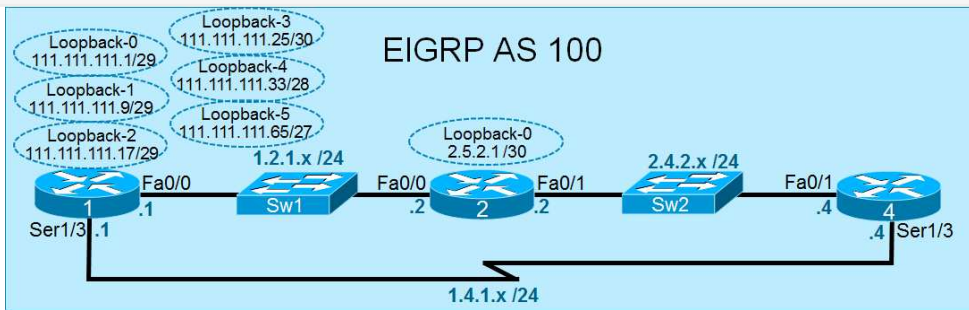 EIGRP AS 100
Loopback-0
111.111.111.1/29
Loopback-1
111.111.111.9/29
Loopback-2
111.111.111.17/29
Loopback-3
111.111.111.25/30
Loopback-4
111.111.111.33/28
Loopback-5
111.111.111.65/27
Loopback-0
2.5.2.1 /30
1.2.1.x /24
2.4.2.x /24
1
Fa0/0
.1
Ser1/3
.1
Sw1
Fa0/0
.2
2
Fa0/1
.2
Sw2
Fa0/1
.4
4
.4
Ser1/3
1.4.1.x /24